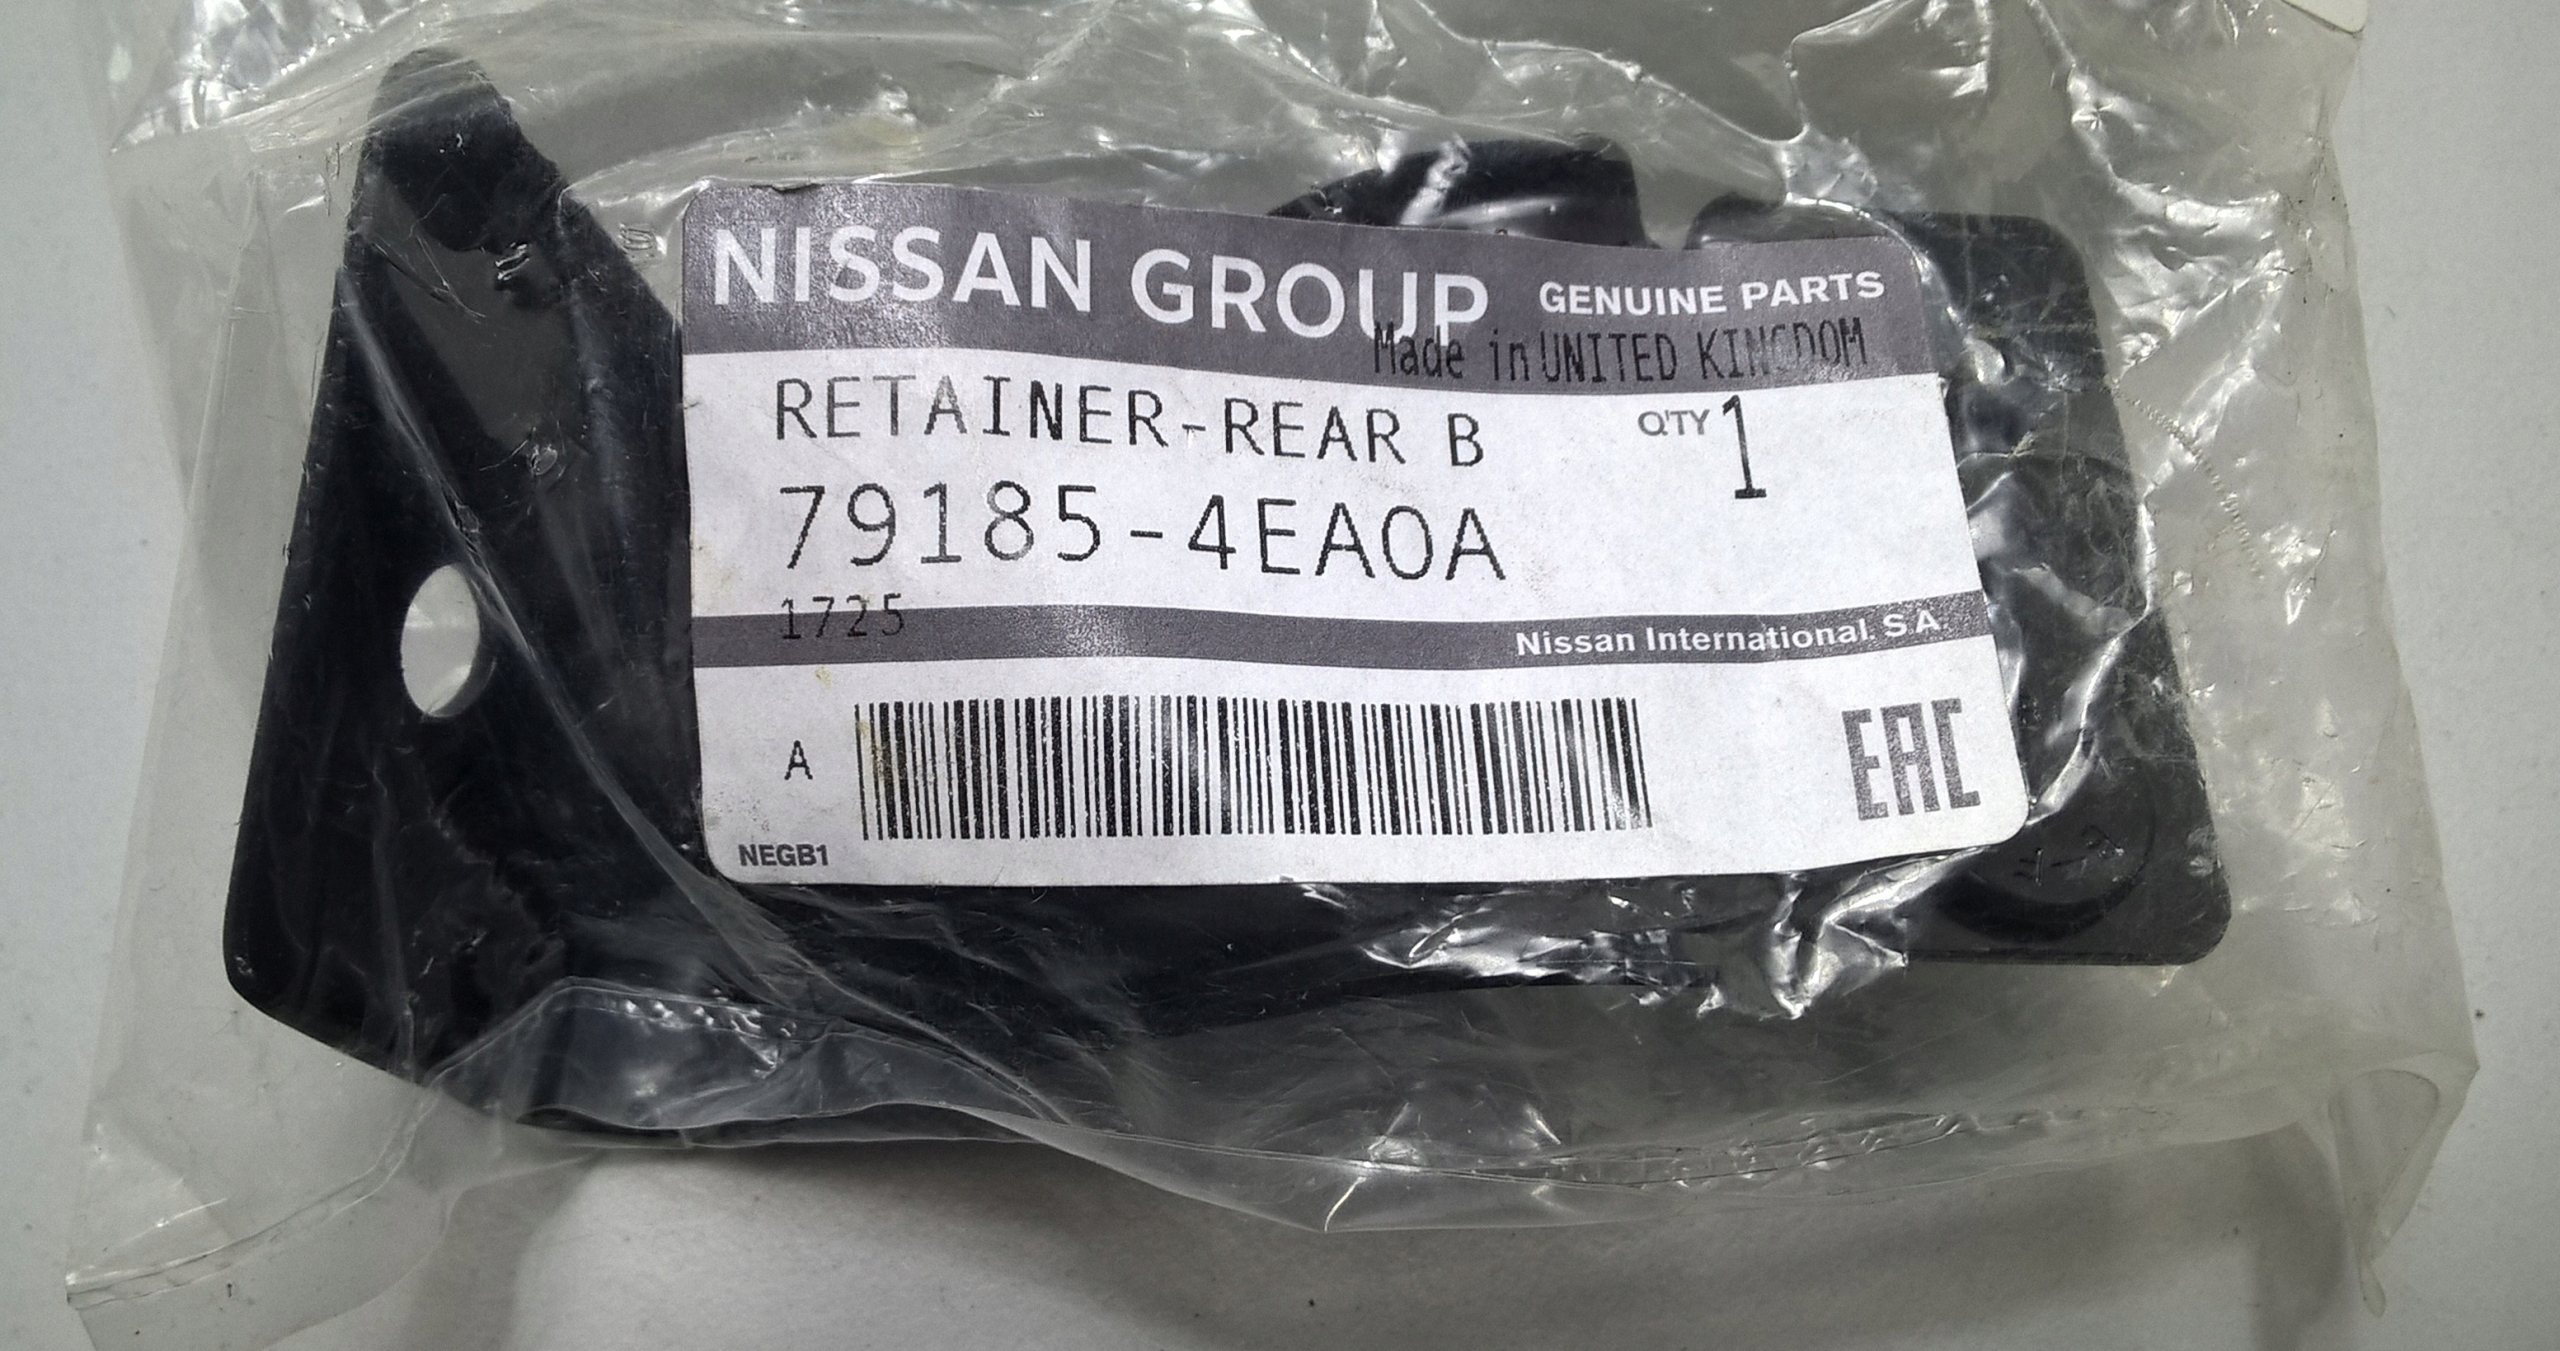 NISSAN GROUP GENUINE PARTS
Made in UNITED KINGDOM
RETAINER-REAR B Q'TY 1
79185-4EA0A
1725
Nissan International. S.A.
A
EAC
NEGB1